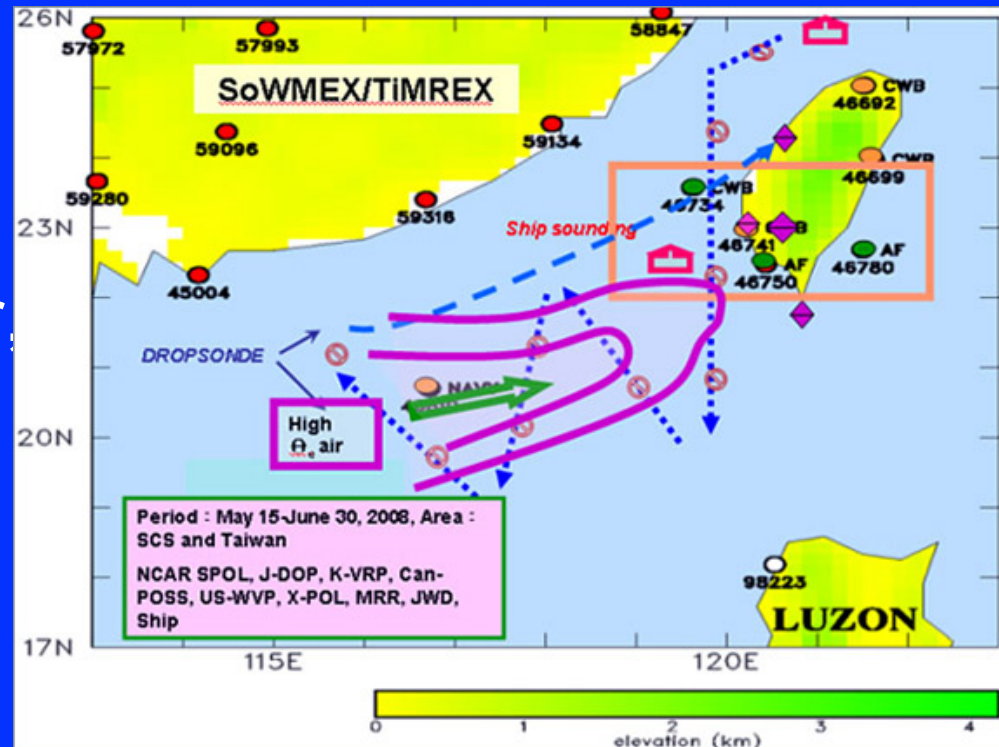 26N
57972
57993
58847
SoWMEX/TiMREX
CWB
46692
59096
59134
CWB
46699
59280
59316
CWB
46734
23N
Ship sounding
46741
AF
46750
AF
46780
45004
DROPSONDE
NAVY
High
Θe air
20N
Period : May 15-June 30, 2008, Area :
SCS and Taiwan
NCAR SPOL, J-DOP, K-VRP, Can-
POSS, US-WVP, X-POL, MRR, JWD,
Ship
98223
LUZON
17N
115E
120E
0
1
2
3
4
elevation (km)